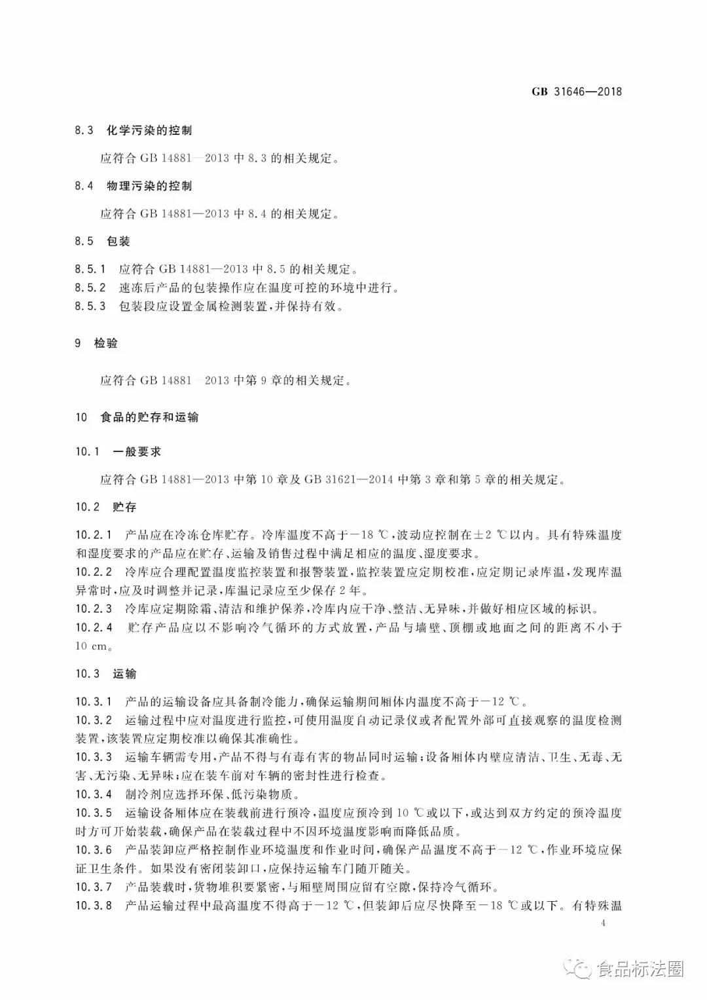 GB 31646—2018
8.3 化学污染的控制
应符合 GB 14881—2013 中 8.3 的相关规定。
8.4 物理污染的控制
应符合 GB 14881—2013 中 8.4 的相关规定。
8.5 包装
8.5.1 应符合 GB 14881—2013 中 8.5 的相关规定。
8.5.2 速冻后产品的包装操作应在温度可控的环境中进行。
8.5.3 包装段应设置金属检测装置,并保持有效。
9 检验
应符合 GB 14881—2013 中第 9 章的相关规定。
10 食品的贮存和运输
10.1 一般要求
应符合 GB 14881—2013 中第 10 章及 GB 31621—2014 中第 3 章和第 5 章的相关规定。
10.2 贮存
10.2.1 产品应在冷冻仓库贮存。冷库温度不高于−18 ℃,波动应控制在±2 ℃以内。具有特殊温度
和湿度要求的产品应在贮存、运输及销售过程中满足相应的温度、湿度要求。
10.2.2 冷库应合理配置温度监控装置和报警装置,监控装置应定期校准,应定期记录库温,发现库温
异常时,应及时调整并记录,库温记录应至少保存 2 年。
10.2.3 冷库应定期除霜、清洁和维护保养,冷库内应干净、整洁、无异味,并做好相应区域的标识。
10.2.4 贮存产品应以不影响冷气循环的方式放置,产品与墙壁、顶棚或地面之间的距离不小于
10 cm。
10.3 运输
10.3.1 产品的运输设备应具备制冷能力,确保运输期间厢体内温度不高于−12 ℃。
10.3.2 运输过程中应对温度进行监控,可使用温度自动记录仪或者配置外部可直接观察的温度检测
装置,该装置应定期校准以确保其准确性。
10.3.3 运输车辆需专用,产品不得与有毒有害的物品同时运输;设备厢体内壁应清洁、卫生、无毒、无
害、无污染、无异味;应在装车前对车辆的密封性进行检查。
10.3.4 制冷剂应选择环保、低污染物质。
10.3.5 运输设备厢体应在装载前进行预冷,温度应预冷到 10 ℃或以下,或达到双方约定的预冷温度
时方可开始装载,确保产品在装载过程中不因环境温度影响而降低品质。
10.3.6 产品装卸应严格控制作业环境温度和作业时间,确保产品温度不高于−12 ℃,作业环境应保
证卫生条件。如果没有密闭装卸口,应保持运输车门随开随关。
10.3.7 产品装载时,货物堆积要紧密,与厢壁周围应留有空隙,保持冷气循环。
10.3.8 产品运输过程中最高温度不得高于−12 ℃,但装卸后应尽快降至−18 ℃或以下。有特殊温
4
食品标法圈